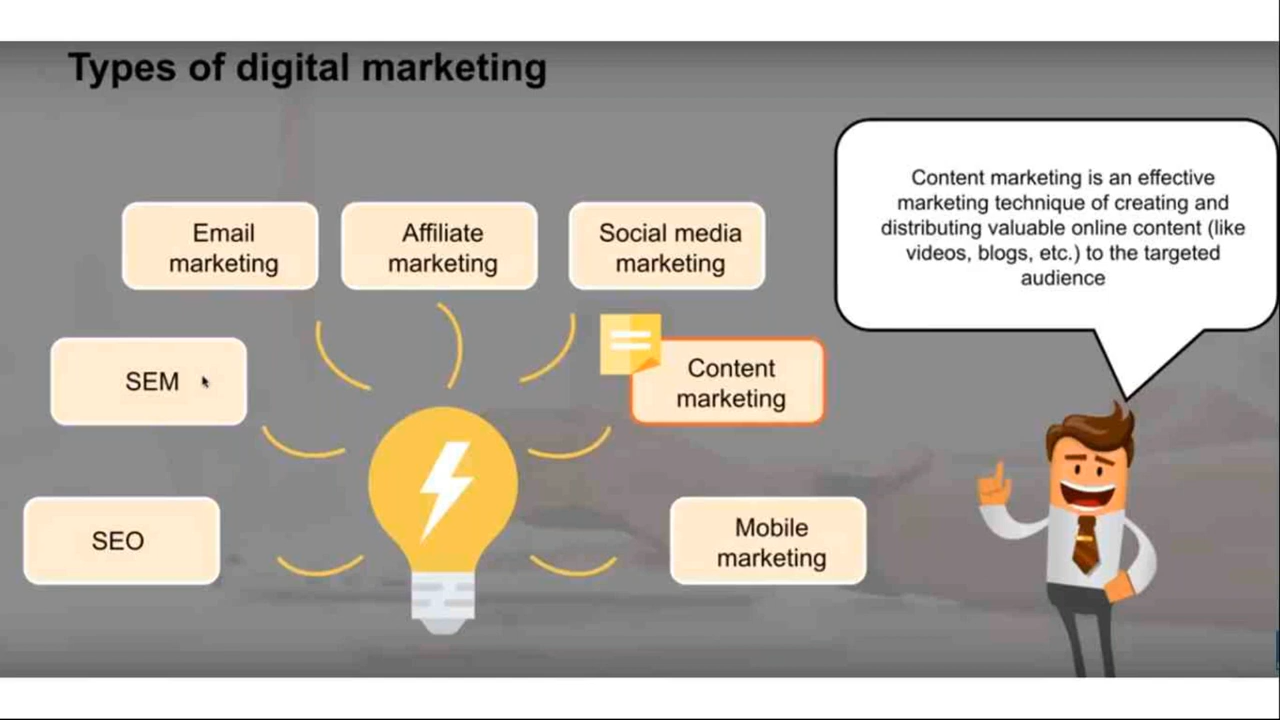 Types of digital marketing
Content marketing is an effective
marketing technique of creating and
distributing valuable online content (like
videos, blogs, etc.) to the targeted
audience
Email
marketing
Affiliate
marketing
Social media
marketing
SEM
Content
marketing
SEO
Mobile
marketing